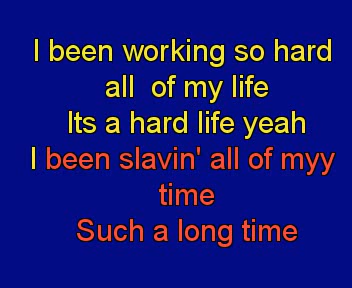 I been working so hard
all of my life
Its a hard life yeah
I been slavin' all of myy
time
Such a long time